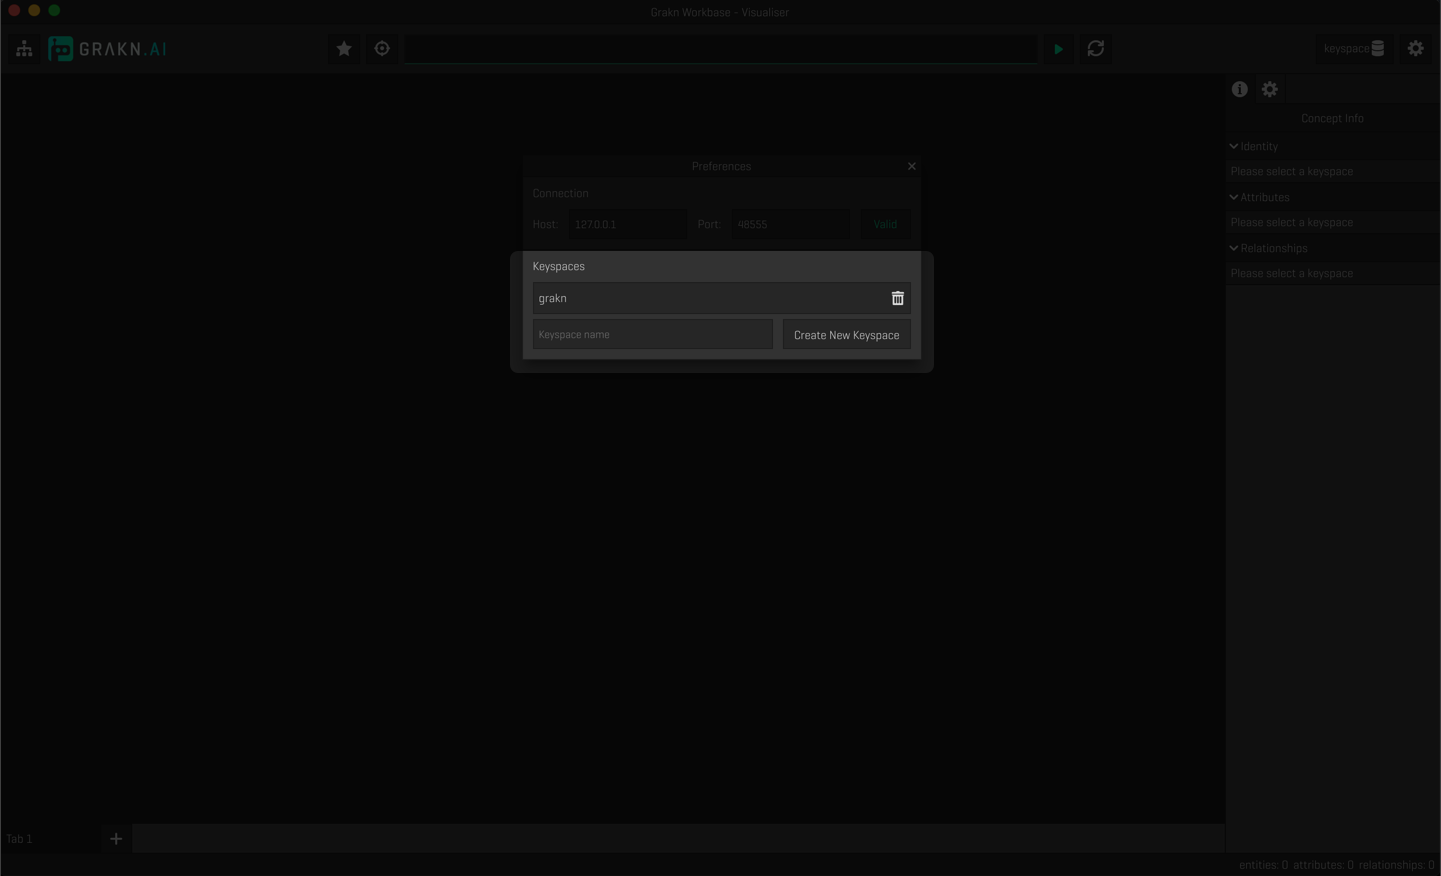 Grakn Workbase - Visualiser
GRAKN.AI
keyspace
Concept Info
Identity
Please select a keyspace
Attributes
Please select a keyspace
Relationships
Please select a keyspace
Preferences
Connection
Host: 127.0.0.1 Port: 48555 Valid
Keyspaces
grakn
Keyspace name Create New Keyspace
Tab 1
entities: 0 attributes: 0 relationships: 0